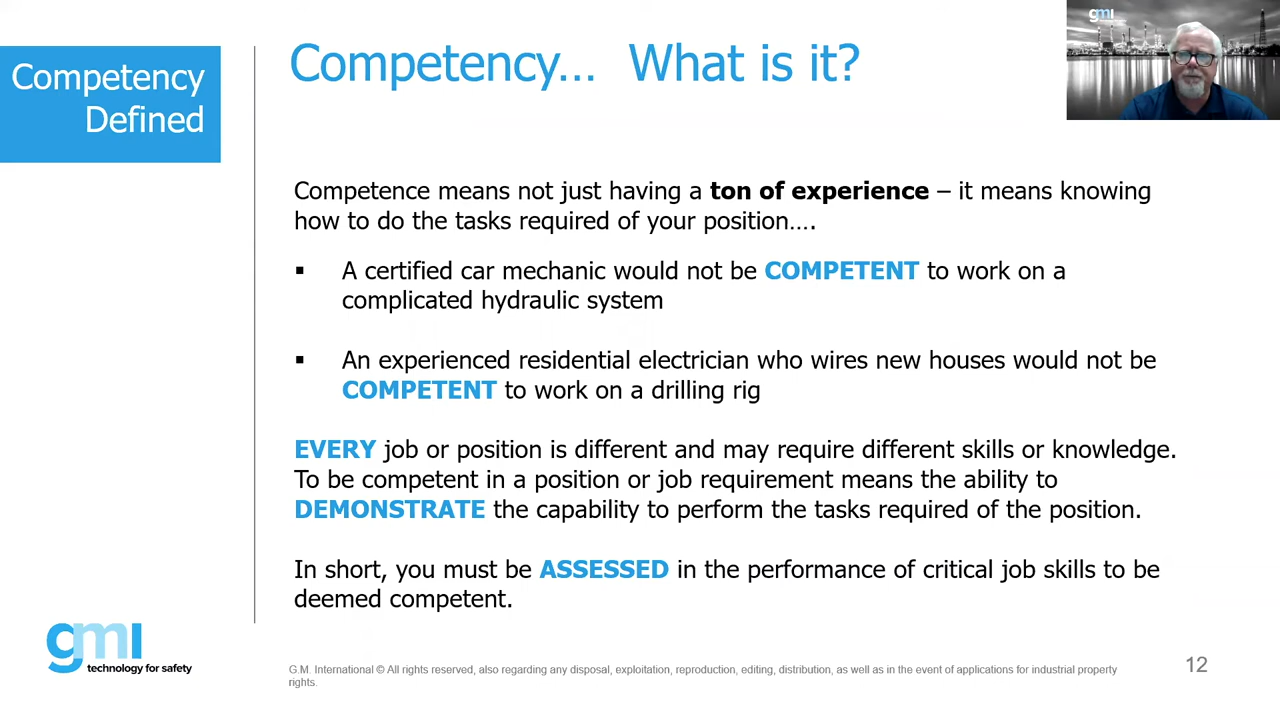 Competency
Defined
Competency... What is it?
gmi
Competence means not just having a ton of experience – it means knowing
how to do the tasks required of your position….
▪ A certified car mechanic would not be COMPETENT to work on a
complicated hydraulic system
▪ An experienced residential electrician who wires new houses would not be
COMPETENT to work on a drilling rig
EVERY job or position is different and may require different skills or knowledge.
To be competent in a position or job requirement means the ability to
DEMONSTRATE the capability to perform the tasks required of the position.
In short, you must be ASSESSED in the performance of critical job skills to be
deemed competent.
gmi
technology for safety
G.M. International © All rights reserved, also regarding any disposal, exploitation, reproduction, editing, distribution, as well as in the event of applications for industrial property
rights.
12